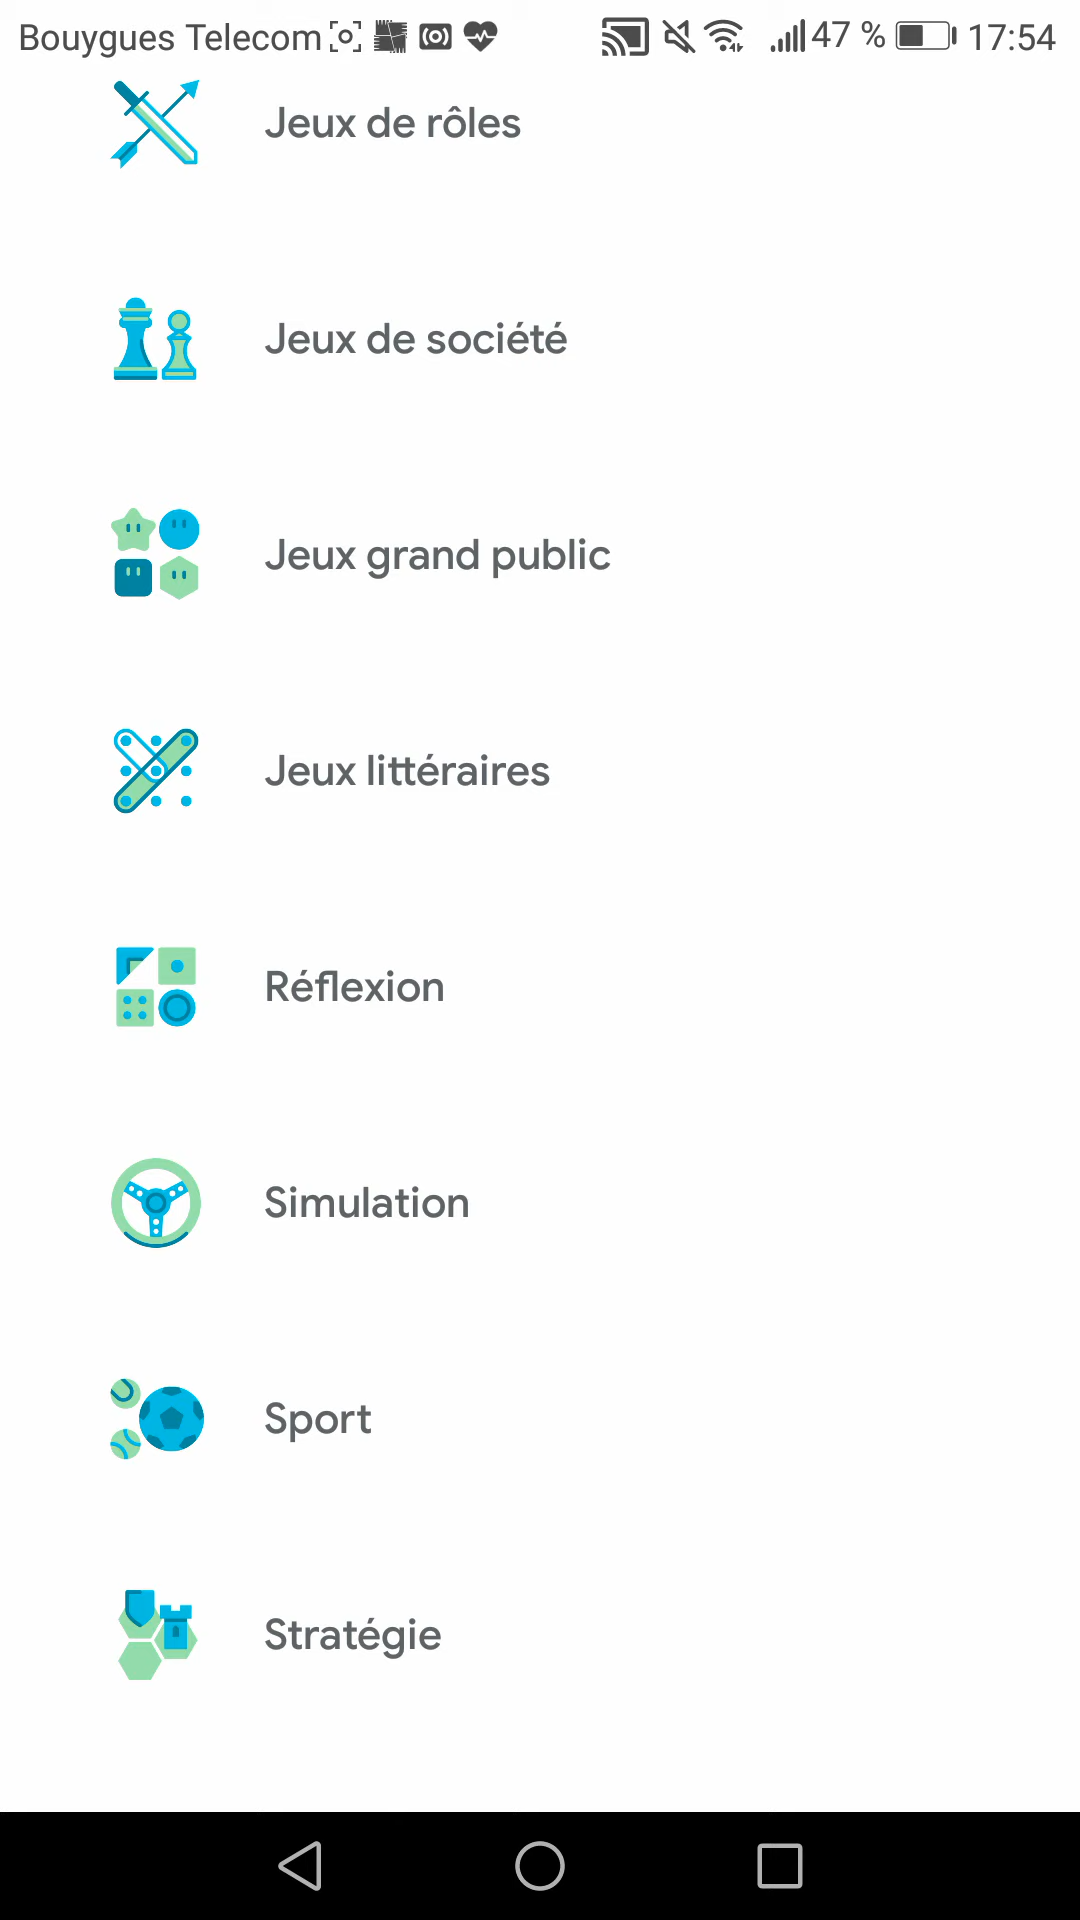 Bouygues Telecom 47 % 17:54
Jeux de rôles
Jeux de société
Jeux grand public
Jeux littéraires
Réflexion
Simulation
Sport
Stratégie